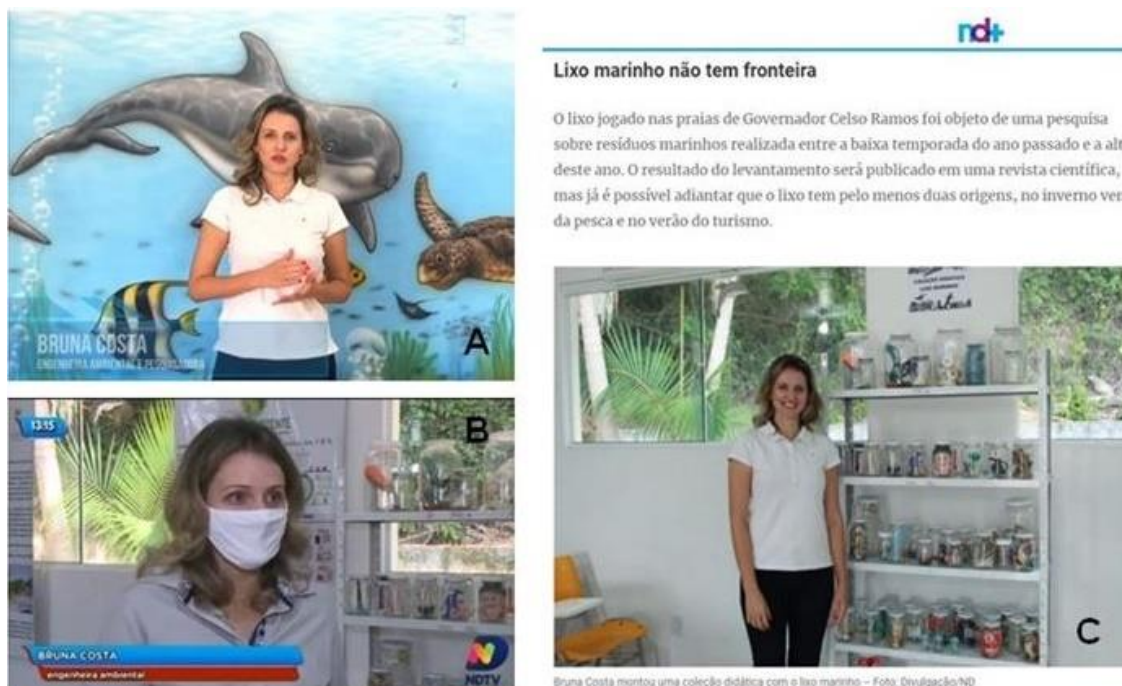 BRUNA COSTA
ENGENHEIRA AMBIENTAL E PESQUISADORA
A
13:15
B
BRUNA COSTA
engenheira ambiental
NDTV
nd+
Lixo marinho não tem fronteira
O lixo jogado nas praias de Governador Celso Ramos foi objeto de uma pesquisa
sobre resíduos marinhos realizada entre a baixa temporada do ano passado e a alt
deste ano. O resultado do levantamento será publicado em uma revista científica,
mas já é possível adiantar que o lixo tem pelo menos duas origens, no inverno ver
da pesca e no verão do turismo.
C
Bruna Costa montou uma coleção didática com o lixo marinho – Foto: Divulgação/ND